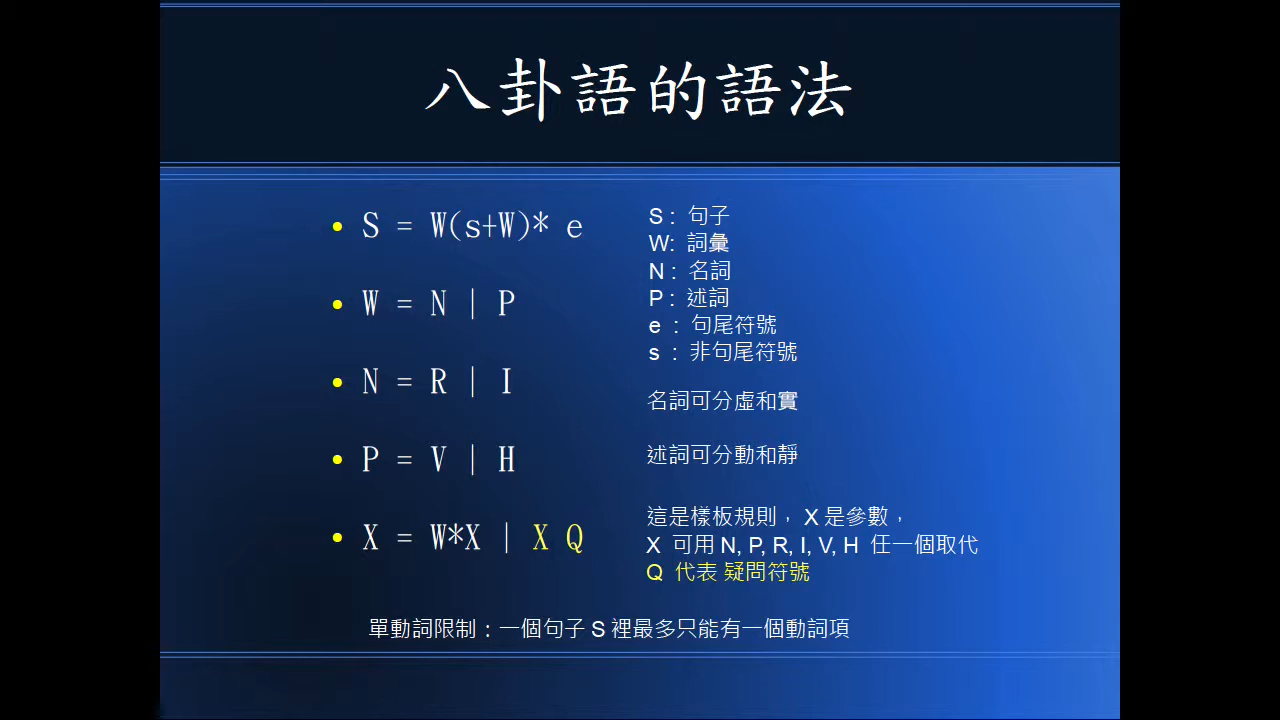 八卦語的語法
• S = W(s+W)* e
• W = N | P
• N = R | I
• P = V | H
• X = W*X | X Q
S : 句子
W: 詞彙
N : 名詞
P : 述詞
e : 句尾符號
s : 非句尾符號
名詞可分虛和實
述詞可分動和靜
這是樣板規則, X 是參數,
X 可用 N, P, R, I, V, H 任一個取代
Q 代表 疑問符號
單動詞限制:一個句子 S 裡最多只能有一個動詞項